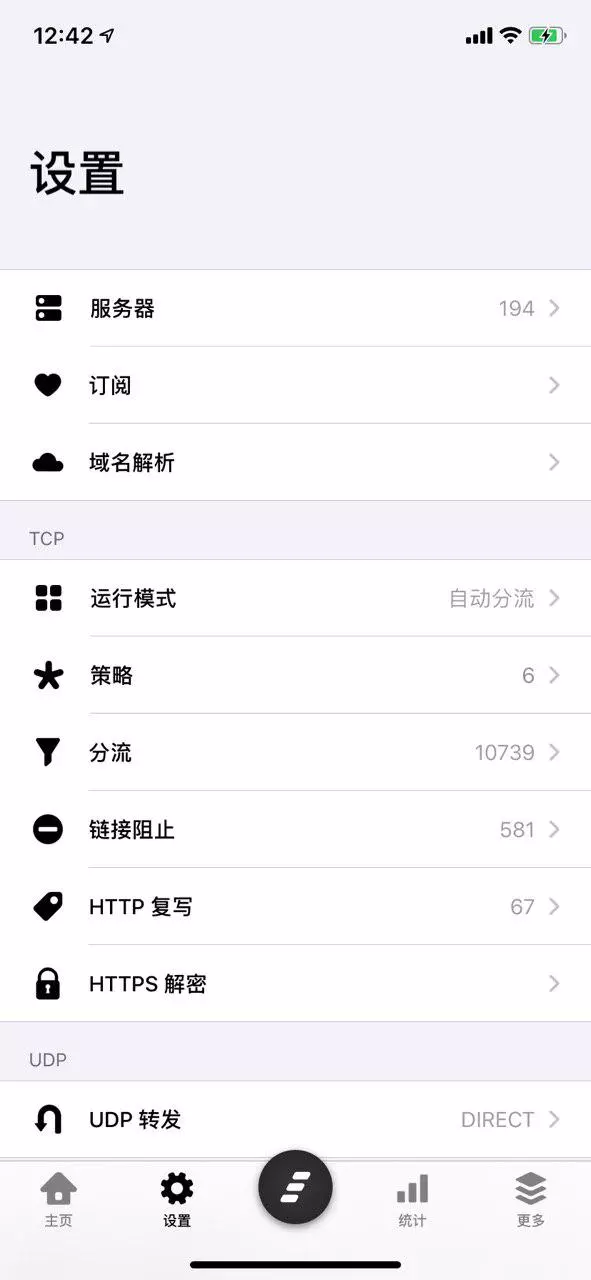 12:42
设置
服务器 194
订阅
域名解析
TCP
运行模式 自动分流
策略 6
分流 10739
链接阻止 581
HTTP 复写 67
HTTPS 解密
UDP
UDP 转发 DIRECT
主页 设置 统计 更多